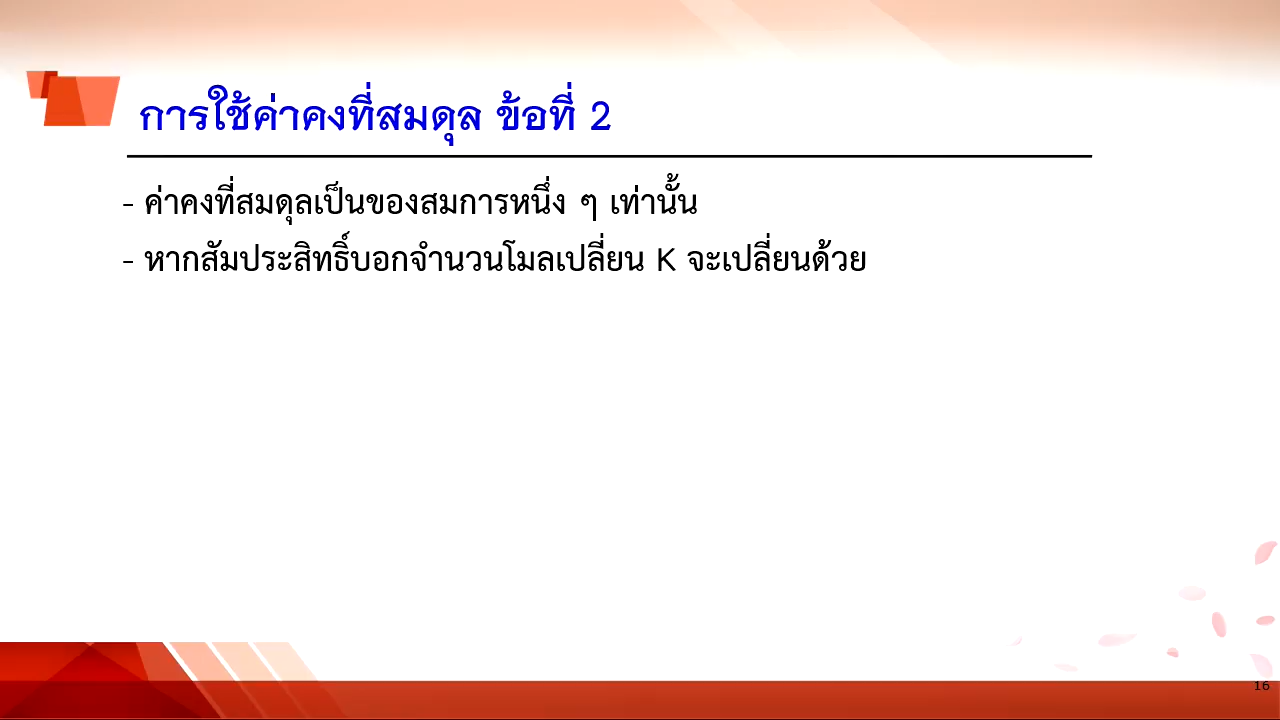 การใช้ค่าคงที่สมดุล ข้อที่ 2
- ค่าคงที่สมดุลเป็นของสมการหนึ่ง ๆ เท่านั้น
- หากสัมประสิทธิ์บอกจำนวนโมลเปลี่ยน K จะเปลี่ยนด้วย
16